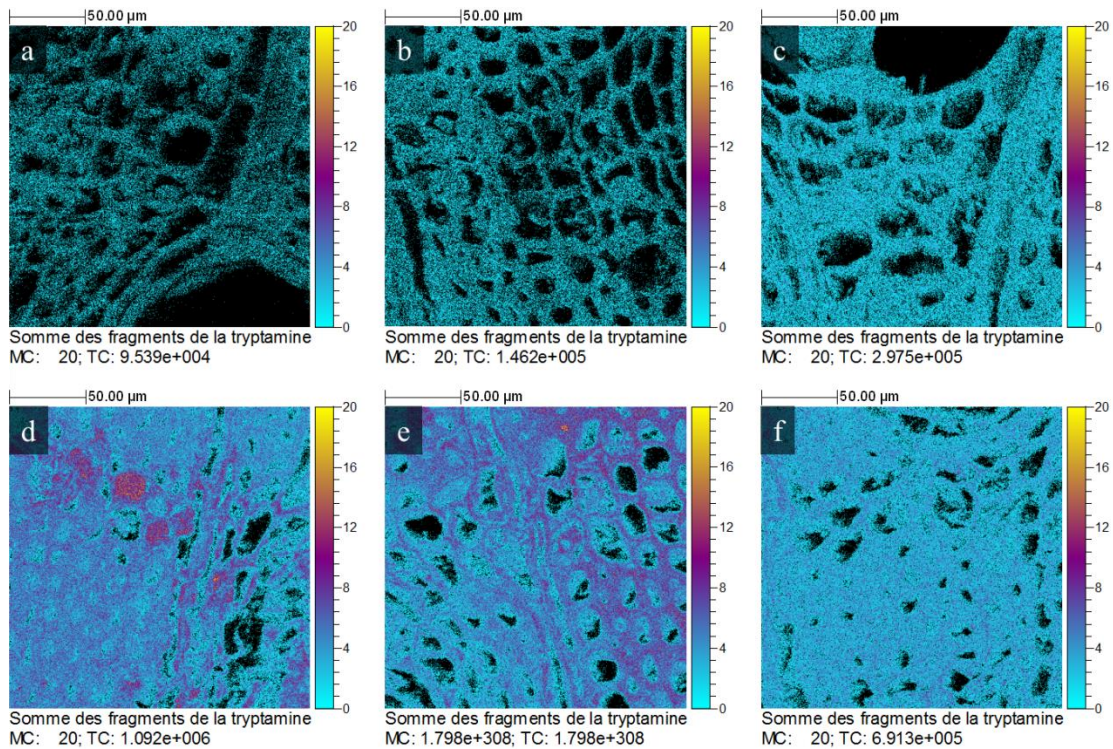 50.00 µm
a
20
16
12
8
4
0
Somme des fragments de la tryptamine
MC: 20; TC: 9.539e+004
50.00 µm
b
20
16
12
8
4
0
Somme des fragments de la tryptamine
MC: 20; TC: 1.462e+005
50.00 µm
c
20
16
12
8
4
0
Somme des fragments de la tryptamine
MC: 20; TC: 2.975e+005
50.00 µm
d
20
16
12
8
4
0
Somme des fragments de la tryptamine
MC: 20; TC: 1.092e+006
50.00 µm
e
20
16
12
8
4
0
Somme des fragments de la tryptamine
MC: 1.798e+308; TC: 1.798e+308
50.00 µm
f
20
16
12
8
4
0
Somme des fragments de la tryptamine
MC: 20; TC: 6.913e+005